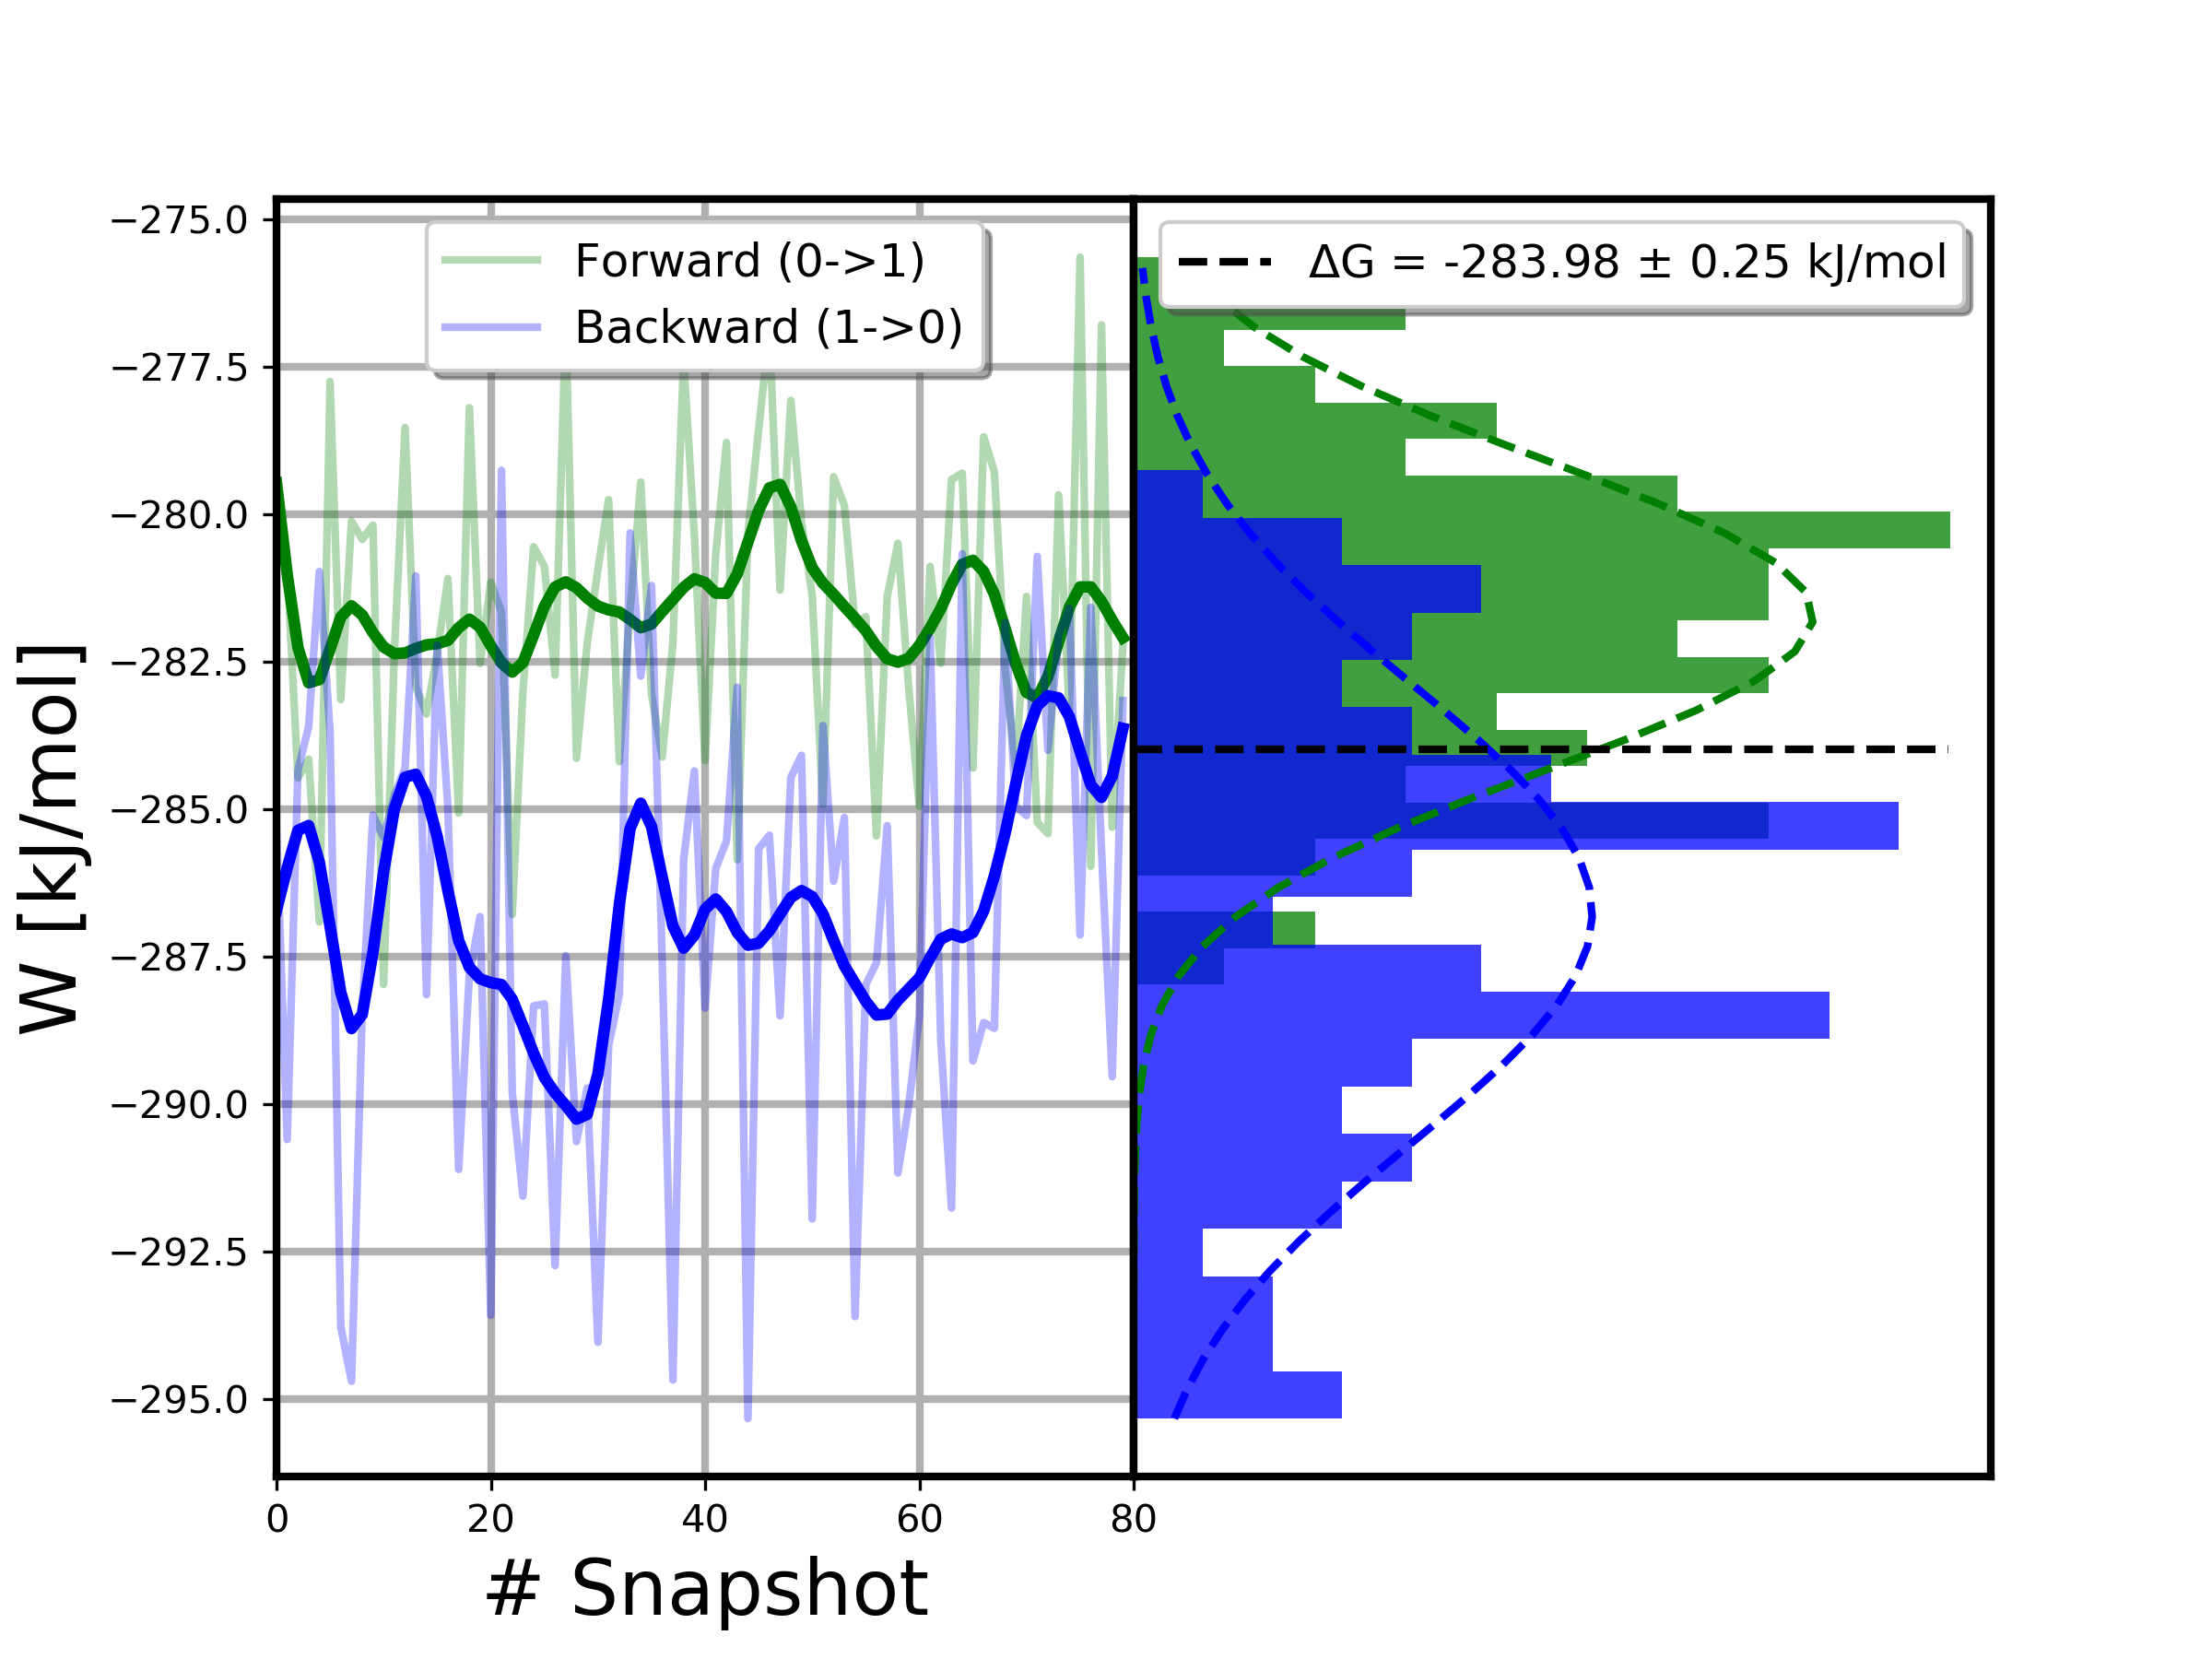 −275.0
−277.5
−280.0
−282.5
−285.0
−287.5
−290.0
−292.5
−295.0
W [kJ/mol]
Forward (0->1)
Backward (1->0)
ΔG = -283.98 ± 0.25 kJ/mol
0 20 40 60 80
# Snapshot